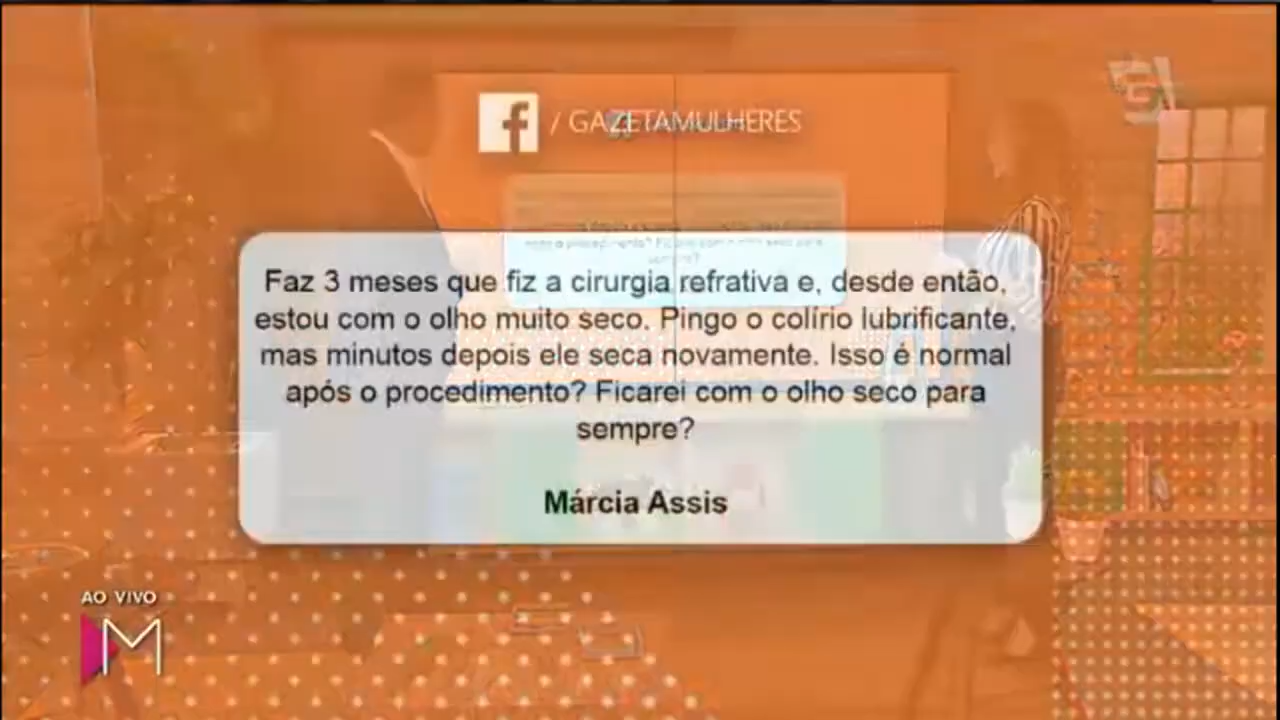 / GAZETAMULHERES
Faz 3 meses que fiz a cirurgia refrativa e, desde então,
estou com o olho muito seco. Pingo o colírio lubrificante,
mas minutos depois ele seca novamente. Isso é normal
após o procedimento? Ficarei com o olho seco para
sempre?
Márcia Assis
AO VIVO
M